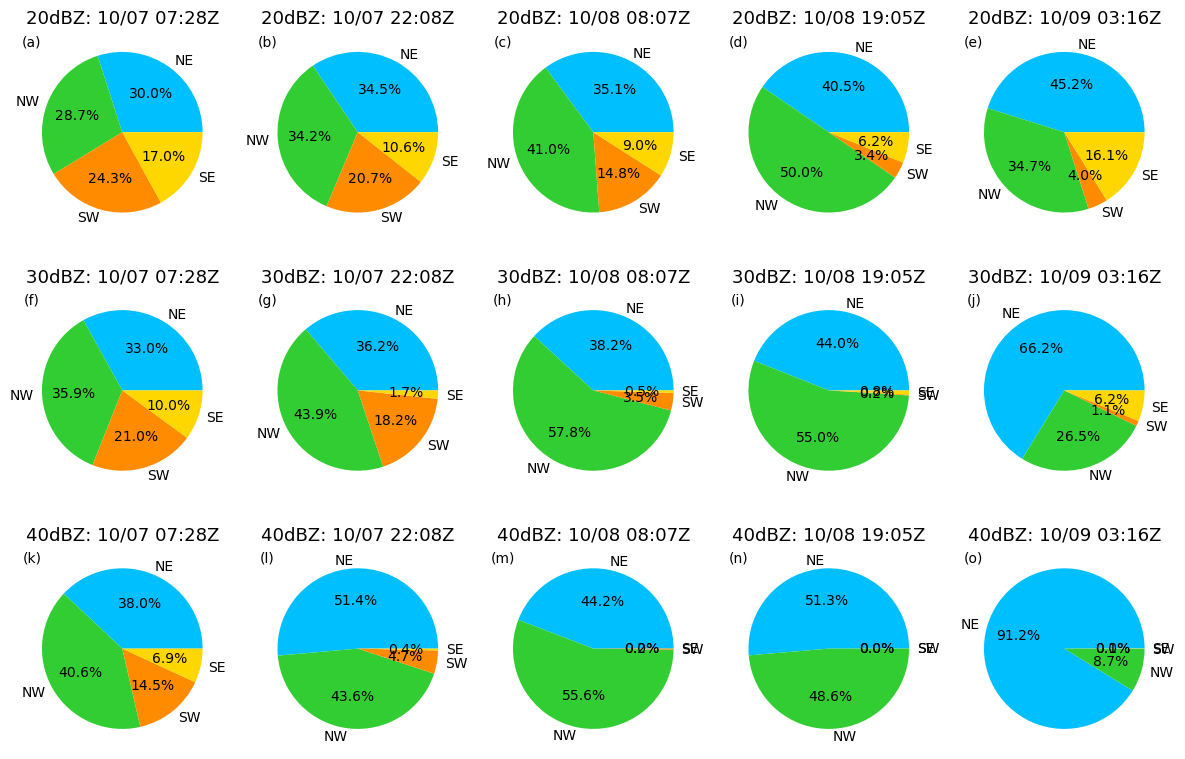 20dBZ: 10/07 07:28Z
(a)
NE
30.0%
NW
28.7%
SW
24.3%
SE
17.0%
20dBZ: 10/07 22:08Z
(b)
NE
34.5%
NW
34.2%
SW
20.7%
SE
10.6%
20dBZ: 10/08 08:07Z
(c)
NE
35.1%
NW
41.0%
SW
14.8%
SE
9.0%
20dBZ: 10/08 19:05Z
(d)
NE
40.5%
NW
50.0%
SW
3.4%
SE
6.2%
20dBZ: 10/09 03:16Z
(e)
NE
45.2%
NW
34.7%
SW
4.0%
SE
16.1%
30dBZ: 10/07 07:28Z
(f)
NE
33.0%
NW
35.9%
SW
21.0%
SE
10.0%
30dBZ: 10/07 22:08Z
(g)
NE
36.2%
NW
43.9%
SW
18.2%
SE
1.7%
30dBZ: 10/08 08:07Z
(h)
NE
38.2%
NW
57.8%
SW
3.5%
SE
0.5%
30dBZ: 10/08 19:05Z
(i)
NE
44.0%
NW
55.0%
SW
0.2%
SE
0.8%
30dBZ: 10/09 03:16Z
(j)
NE
66.2%
NW
26.5%
SW
1.1%
SE
6.2%
40dBZ: 10/07 07:28Z
(k)
NE
38.0%
NW
40.6%
SW
14.5%
SE
6.9%
40dBZ: 10/07 22:08Z
(l)
NE
51.4%
NW
43.6%
SW
4.7%
SE
0.4%
40dBZ: 10/08 08:07Z
(m)
NE
44.2%
NW
55.6%
SW
SE
40dBZ: 10/08 19:05Z
(n)
NE
51.3%
NW
48.6%
SW
SE
0.0%
40dBZ: 10/09 03:16Z
(o)
NE
91.2%
NW
8.7%
SW
SE